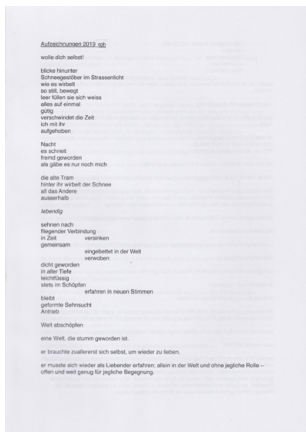 Aufzeichnungen 2019 ngh
wolle dich selbst!
blicke hinunter
Schneegestöber im Strassenlicht
wie es wirbelt
so still, bewegt
leer füllen sie sich weiss
alles auf einmal
gütig
verschwindet die Zeit
ich mit ihr
aufgehoben
Nacht
es schneit
fremd geworden
als gäbe es nur noch mich
die alte Tram
hinter ihr wirbelt der Schnee
all das Andere
ausserhalb
lebendig
sehnen nach
fliegender Verbindung
in Zeit versinken
gemeinsam
eingebettet in der Welt
verwoben
dicht geworden
in aller Tiefe
leichtfüssig
stets im Schöpfen
erfahren in neuen Stimmen
bleibt
geformte Sehnsucht
Antrieb
Welt abschöpfen
eine Welt, die stumm geworden ist.
er brauchte zuallererst sich selbst, um wieder zu lieben.
er musste sich wieder als Liebender erfahren; allein in der Welt und ohne jegliche Rolle –
offen und weit genug für jegliche Begegnung.